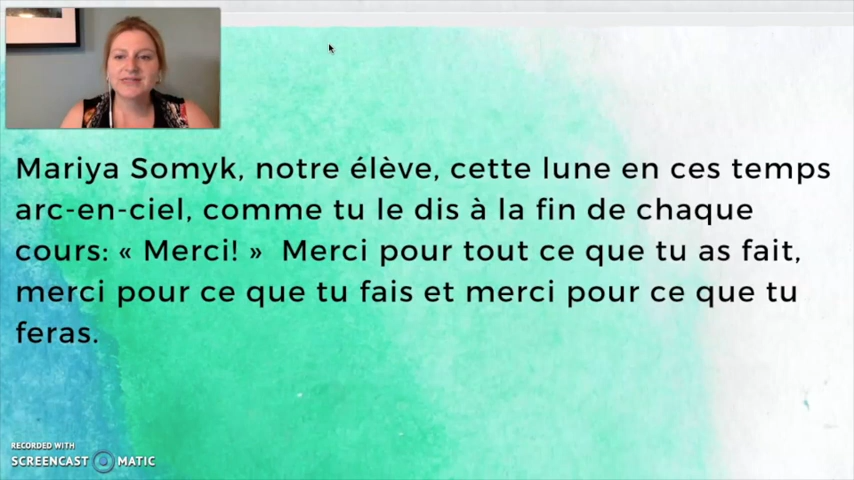 Mariya Somyk, notre élève, cette lune en ces temps
arc-en-ciel, comme tu le dis à la fin de chaque
cours: « Merci! »  Merci pour tout ce que tu as fait,
merci pour ce que tu fais et merci pour ce que tu
feras.
RECORDED WITH
SCREENCAST MATIC